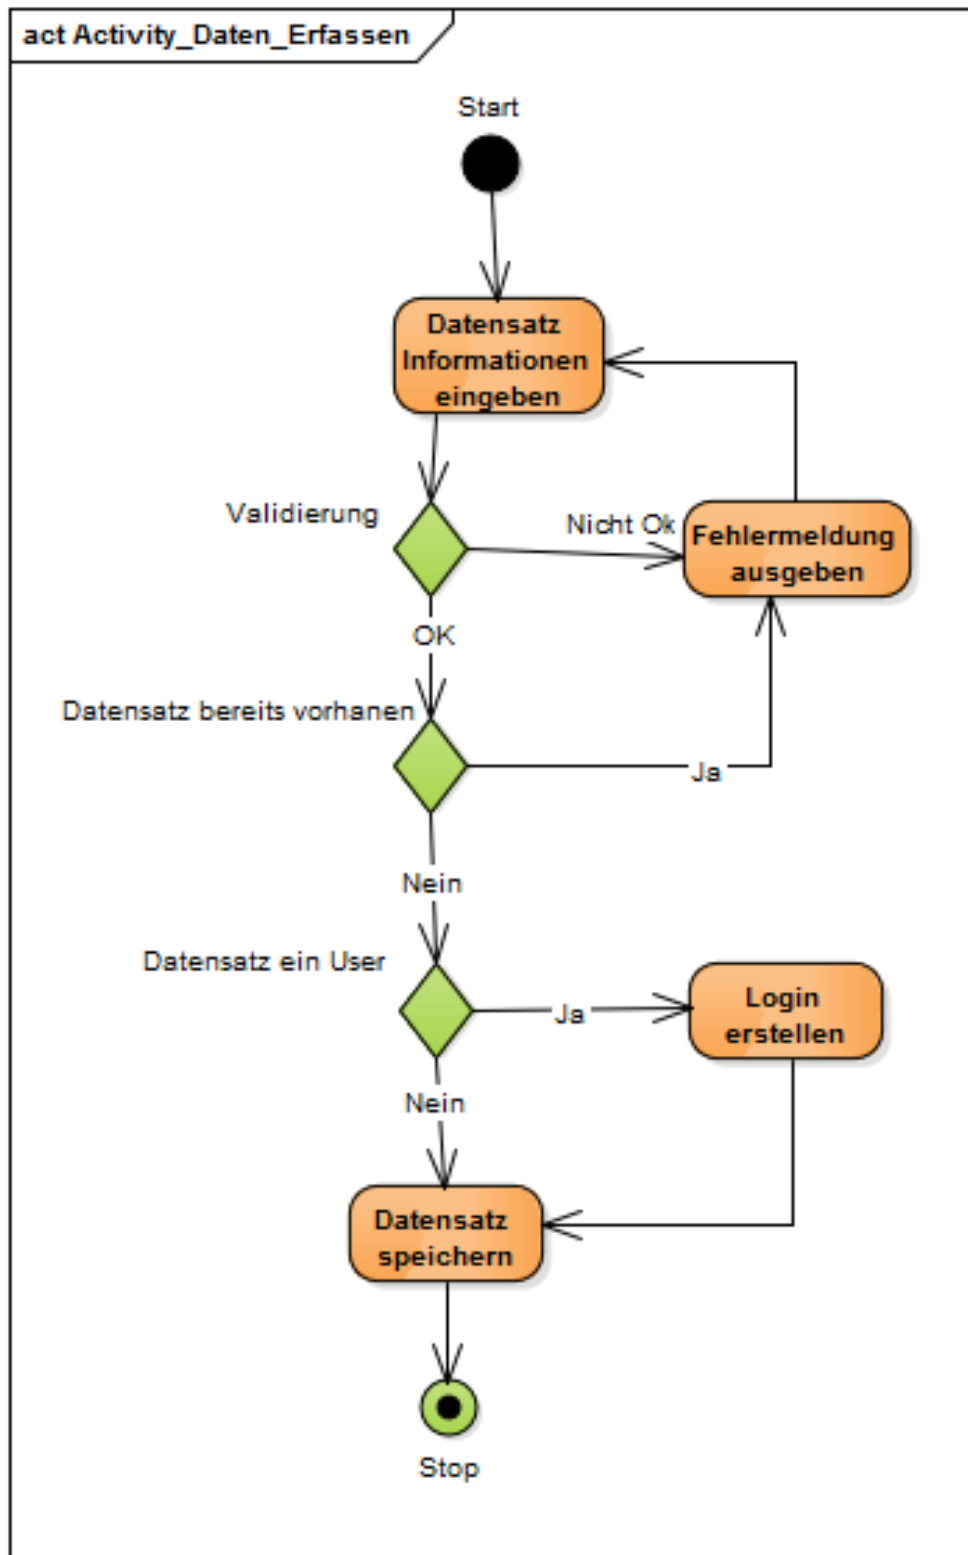 act Activity_Daten_Erfassen
Start
Datensatz
Informationen
eingeben
Validierung
Nicht Ok
Fehlermeldung
ausgeben
OK
Datensatz bereits vorhanen
Ja
Nein
Datensatz ein User
Ja
Login
erstellen
Nein
Datensatz
speichern
Stop